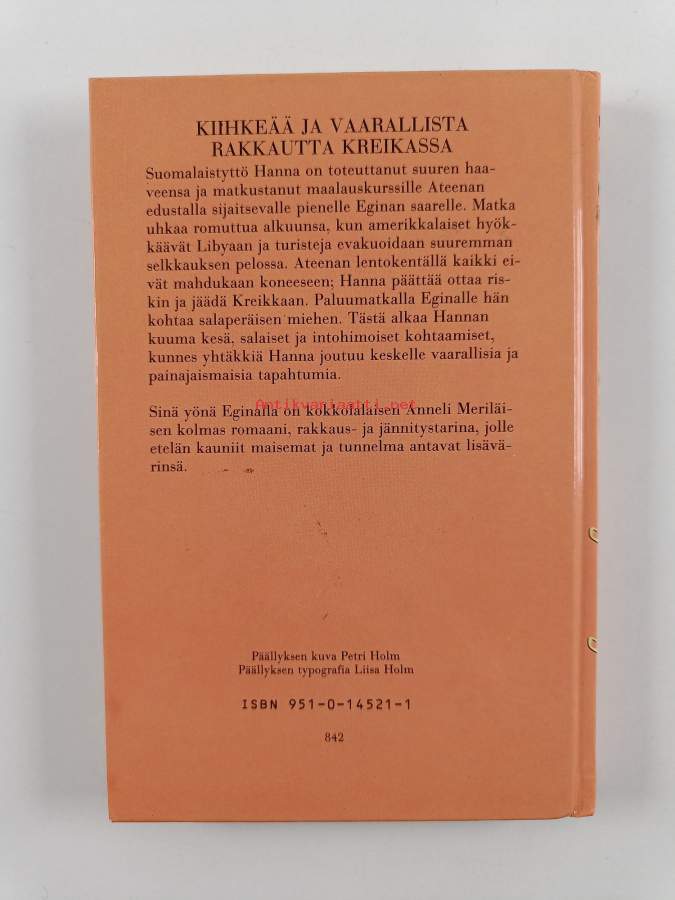 KIIHKEÄÄ JA VAARALLISTA
RAKKAUTTA KREIKASSA
Suomalaistyttö Hanna on toteuttanut suuren haa-
veensa ja matkustanut maalauskurssille Ateenan
edustalla sijaitsevalle pienelle Eginan saarelle. Matka
uhkaa romuttua alkuunsa, kun amerikkalaiset hyök-
käävät Libyaan ja turisteja evakuoidaan suuremman
selkkauksen pelossa. Ateenan lentokentällä kaikki ei-
vät mahdukaan koneeseen; Hanna päättää ottaa ris-
kin ja jäädä Kreikkaan. Paluumatkalla Eginalle hän
kohtaa salaperäisen miehen. Tästä alkaa Hannan
kuuma kesä, salaiset ja intohimoiset kohtaamiset,
kunnes yhtäkkiä Hanna joutuu keskelle vaarallisia ja
painajaismaisia tapahtumia.
Antikvariaatti.net
Sinä yönä Eginalla on kokkolalaisen Anneli Meriläi-
sen kolmas romaani, rakkaus- ja jännitystarina, jolle
etelän kauniit maisemat ja tunnelma antavat lisävä-
rinsä.
Päällyksen kuva Petri Holm
Päällyksen typografia Liisa Holm
ISBN 951-0-14521-1
842